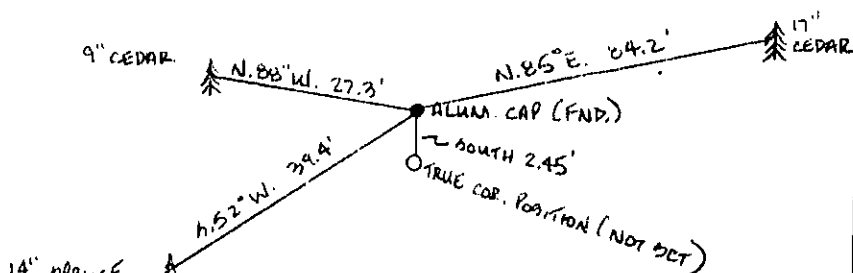 9" CEDAR
N.88°W. 27.3'
N.85°E. 84.2'
17"
CEDAR
ALUM. CAP (FND.)
SOUTH 2.45'
TRUE COR. POSITION (NOT SET)
S.52°W. 39.4'
14"